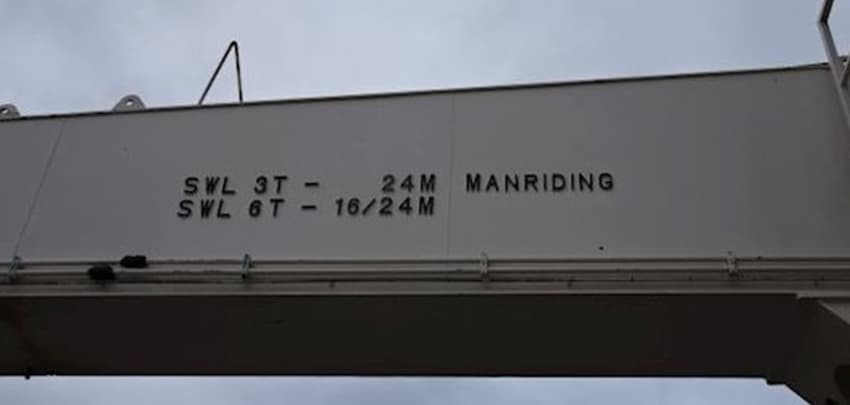 SWL 3T - 24M MANRIDING
SWL 6T - 16/24M